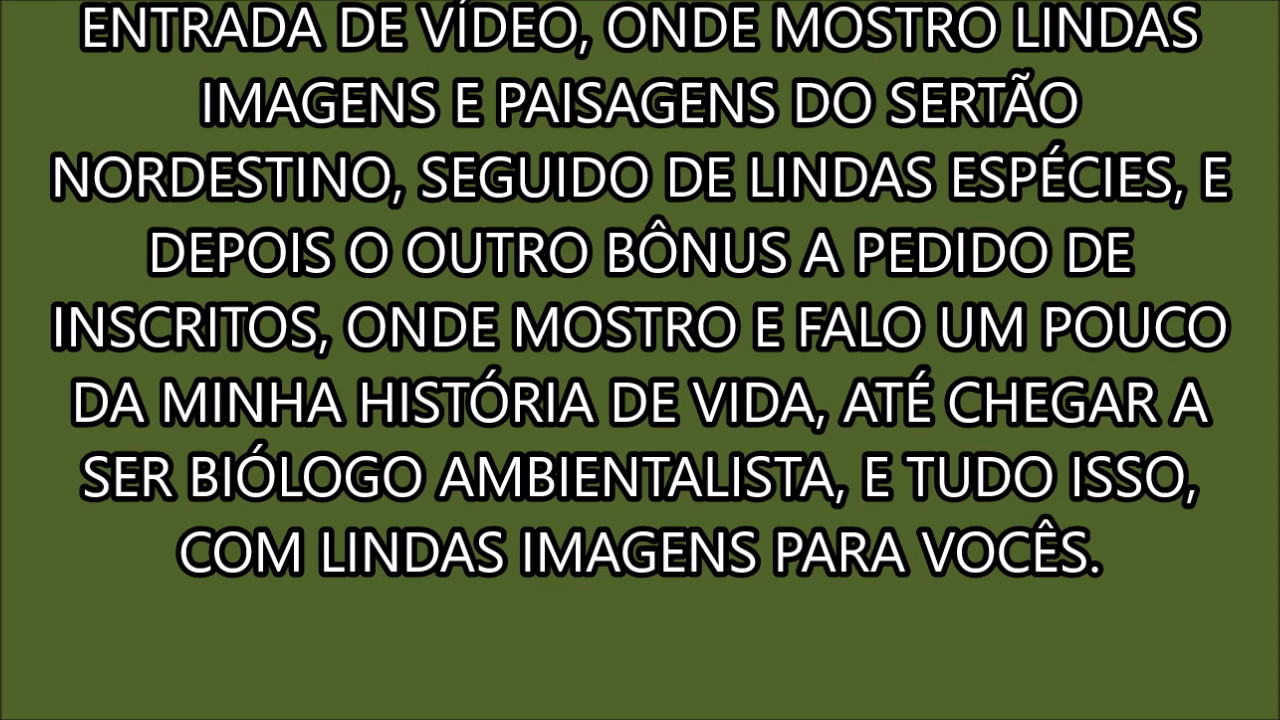 ENTRADA DE VÍDEO, ONDE MOSTRO LINDAS
IMAGENS E PAISAGENS DO SERTÃO
NORDESTINO, SEGUIDO DE LINDAS ESPÉCIES, E
DEPOIS O OUTRO BÔNUS A PEDIDO DE
INSCRITOS, ONDE MOSTRO E FALO UM POUCO
DA MINHA HISTÓRIA DE VIDA, ATÉ CHEGAR A
SER BIÓLOGO AMBIENTALISTA, E TUDO ISSO,
COM LINDAS IMAGENS PARA VOCÊS.